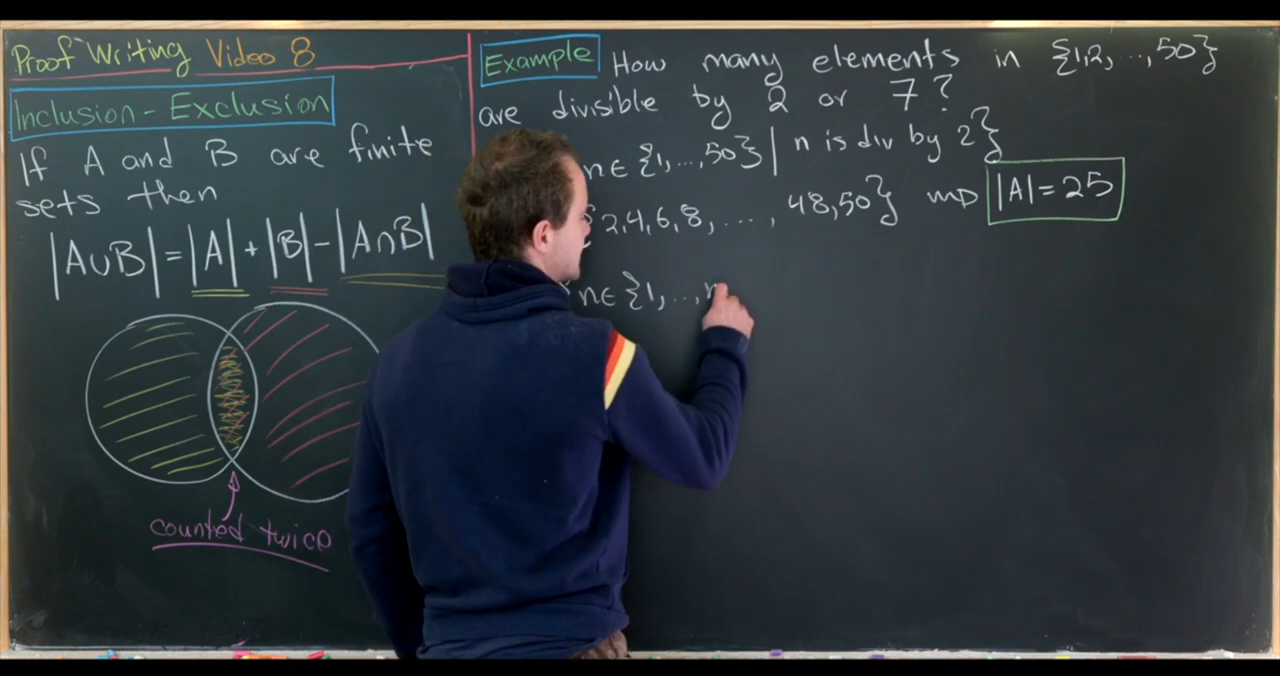 Proof Writing Video 8
Inclusion-Exclusion
If A and B are finite
sets then
|A∪B| = |A| + |B| - |A∩B|
counted twice
Example How many elements in {1,2,...,50}
are divisible by 2 or 7?
n∈{1,...,50} | n is div by 2}
{2,4,6,8,...,48,50} ⇝ |A|=25
n∈{1,..,n